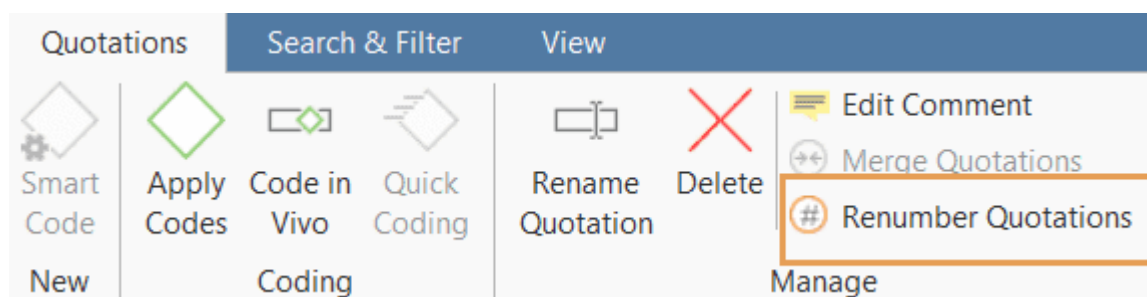 Quotations Search & Filter View
Edit Comment
Merge Quotations
Smart Code
Apply Codes
Code in Vivo
Quick Coding
Rename Quotation
Delete
# Renumber Quotations
New
Coding
Manage